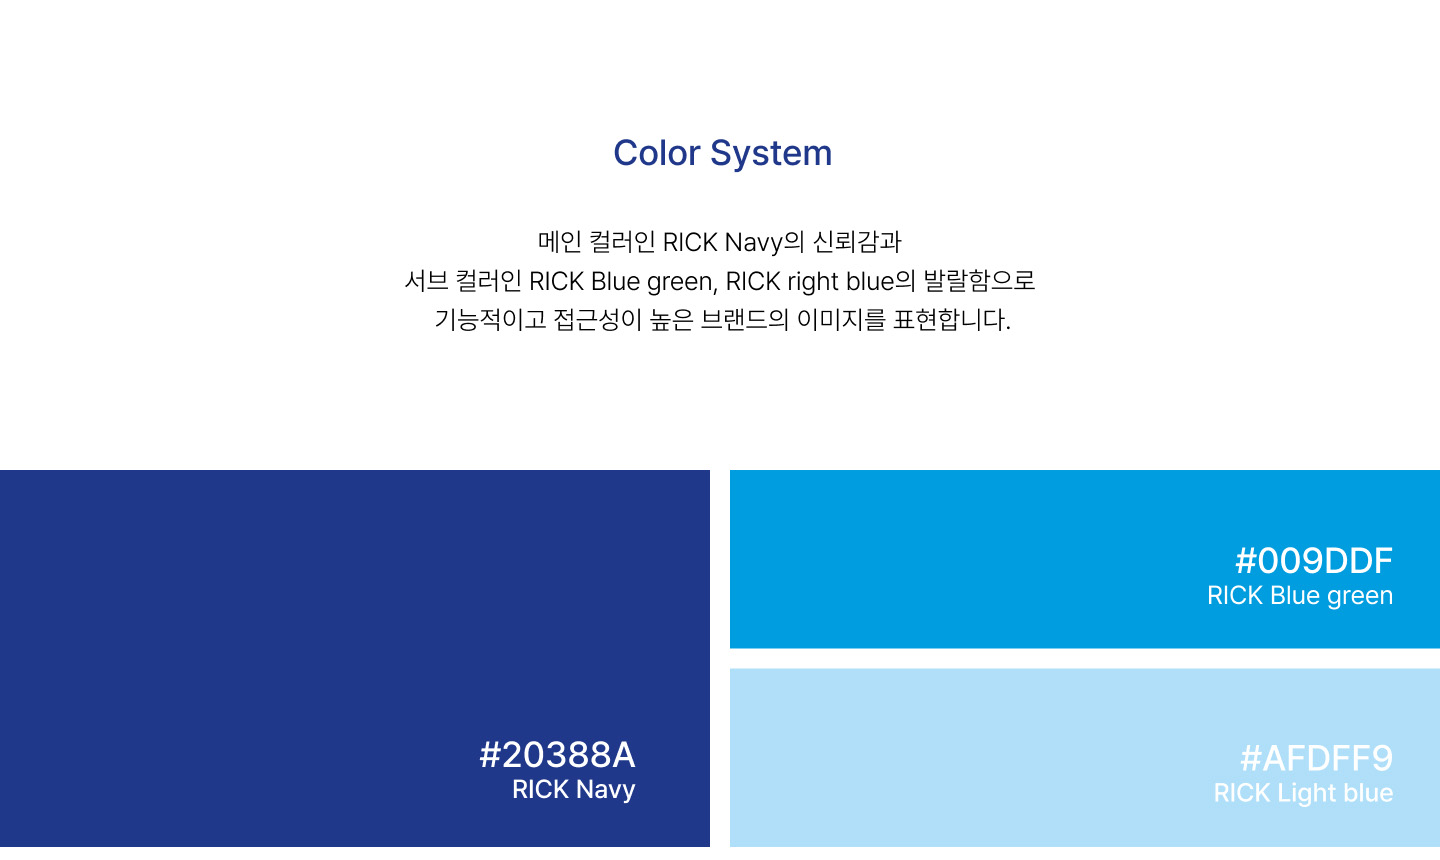 Color System
메인 컬러인 RICK Navy의 신뢰감과
서브 컬러인 RICK Blue green, RICK right blue의 발랄함으로
기능적이고 접근성이 높은 브랜드의 이미지를 표현합니다.
#20388A
RICK Navy
#009DDF
RICK Blue green
#AFDFF9
RICK Light blue